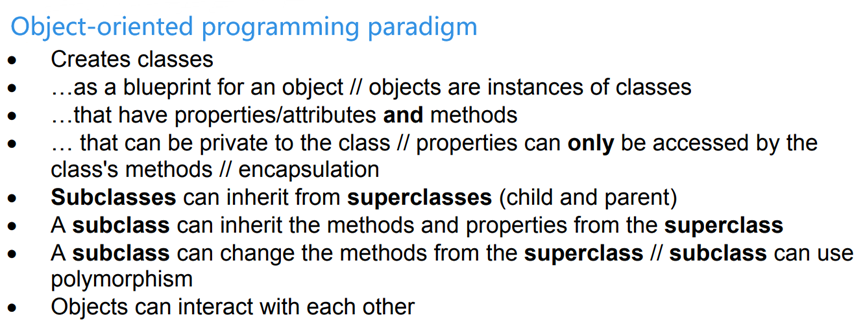 Object-oriented programming paradigm
• Creates classes
• …as a blueprint for an object // objects are instances of classes
• …that have properties/attributes and methods
• … that can be private to the class // properties can only be accessed by the
class's methods // encapsulation
• Subclasses can inherit from superclasses (child and parent)
• A subclass can inherit the methods and properties from the superclass
• A subclass can change the methods from the superclass // subclass can use
polymorphism
• Objects can interact with each other